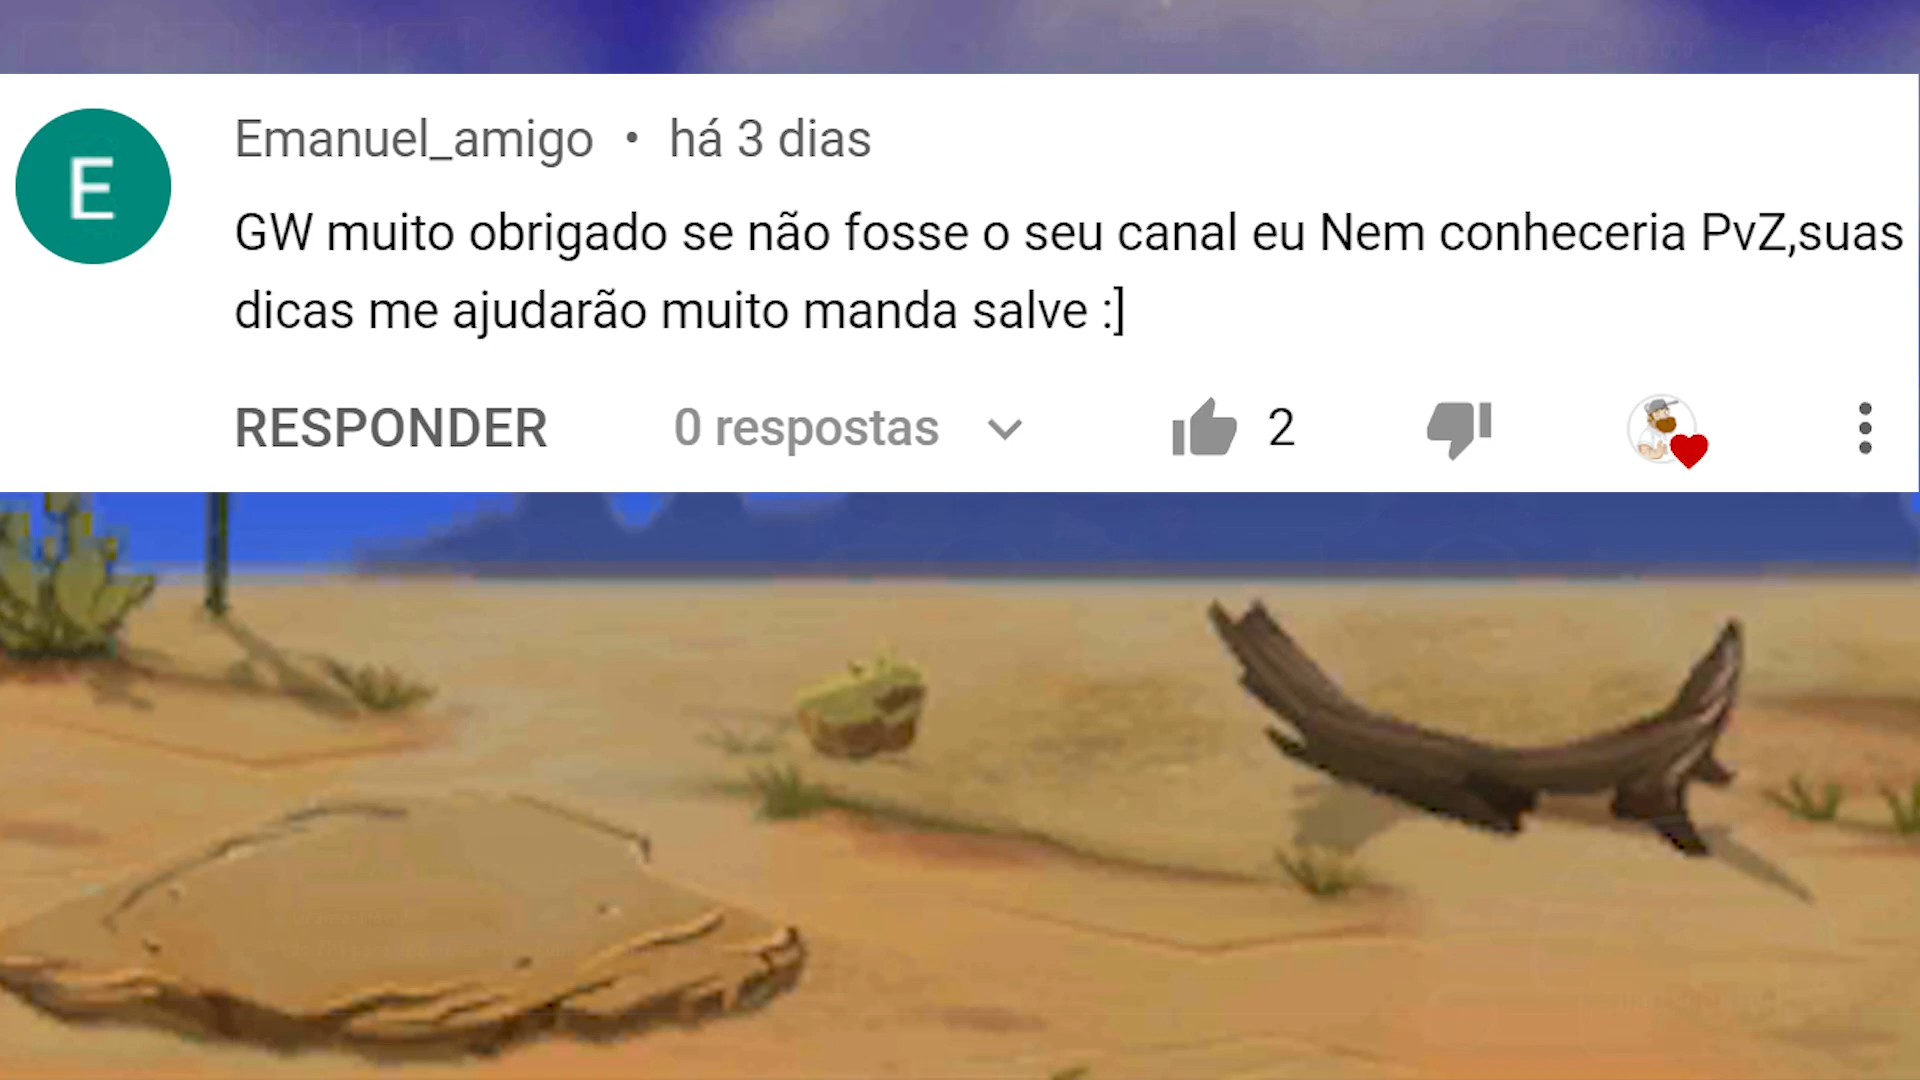 E
Emanuel_amigo • há 3 dias
GW muito obrigado se não fosse o seu canal eu Nem conheceria PvZ,suas
dicas me ajudarão muito manda salve :]
RESPONDER 0 respostas 2